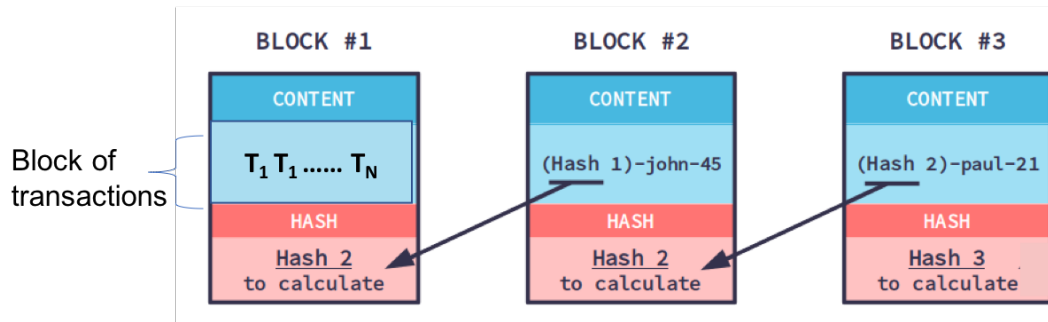 BLOCK #1
BLOCK #2
BLOCK #3
CONTENT
CONTENT
CONTENT
Block of
transactions
T1 T1 ...... TN
(Hash 1)-john-45
(Hash 2)-paul-21
HASH
HASH
HASH
Hash 2
to calculate
Hash 2
to calculate
Hash 3
to calculate